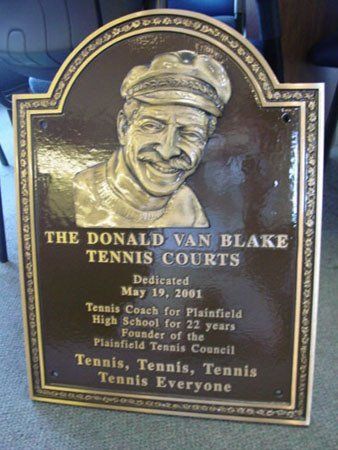 THE DONALD VAN BLAKE
TENNIS COURTS
Dedicated
May 19, 2001
Tennis Coach for Plainfield
High School for 22 years
Founder of the
Plainfield Tennis Council
Tennis, Tennis, Tennis
Tennis Everyone